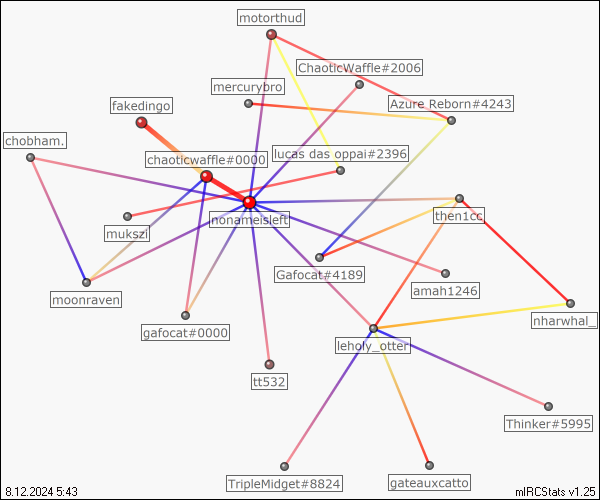 motorthud
ChaoticWaffle#2006
mercurybro
fakedingo
Azure Reborn#4243
chobham.
chaoticwaffle#0000
lucas das oppai#2396
mukszi
nonameisleft
then1cc
Gafocat#4189
amah1246
moonraven
gafocat#0000
nharwhal_
leholy_otter
tt532
Thinker#5995
TripleMidget#8824
gateauxcatto
8.12.2024 5:43
mIRCStats v1.25